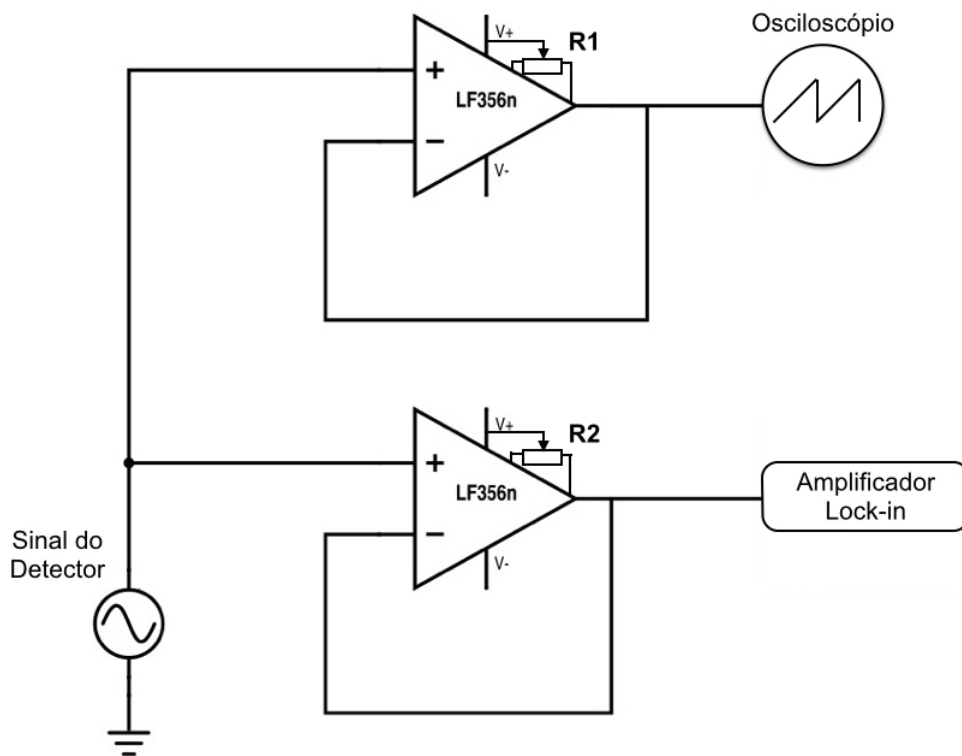 Osciloscópio
V+
R1
+
LF356n
−
V-
V+
R2
+
LF356n
−
V-
Amplificador
Lock-in
Sinal do
Detector